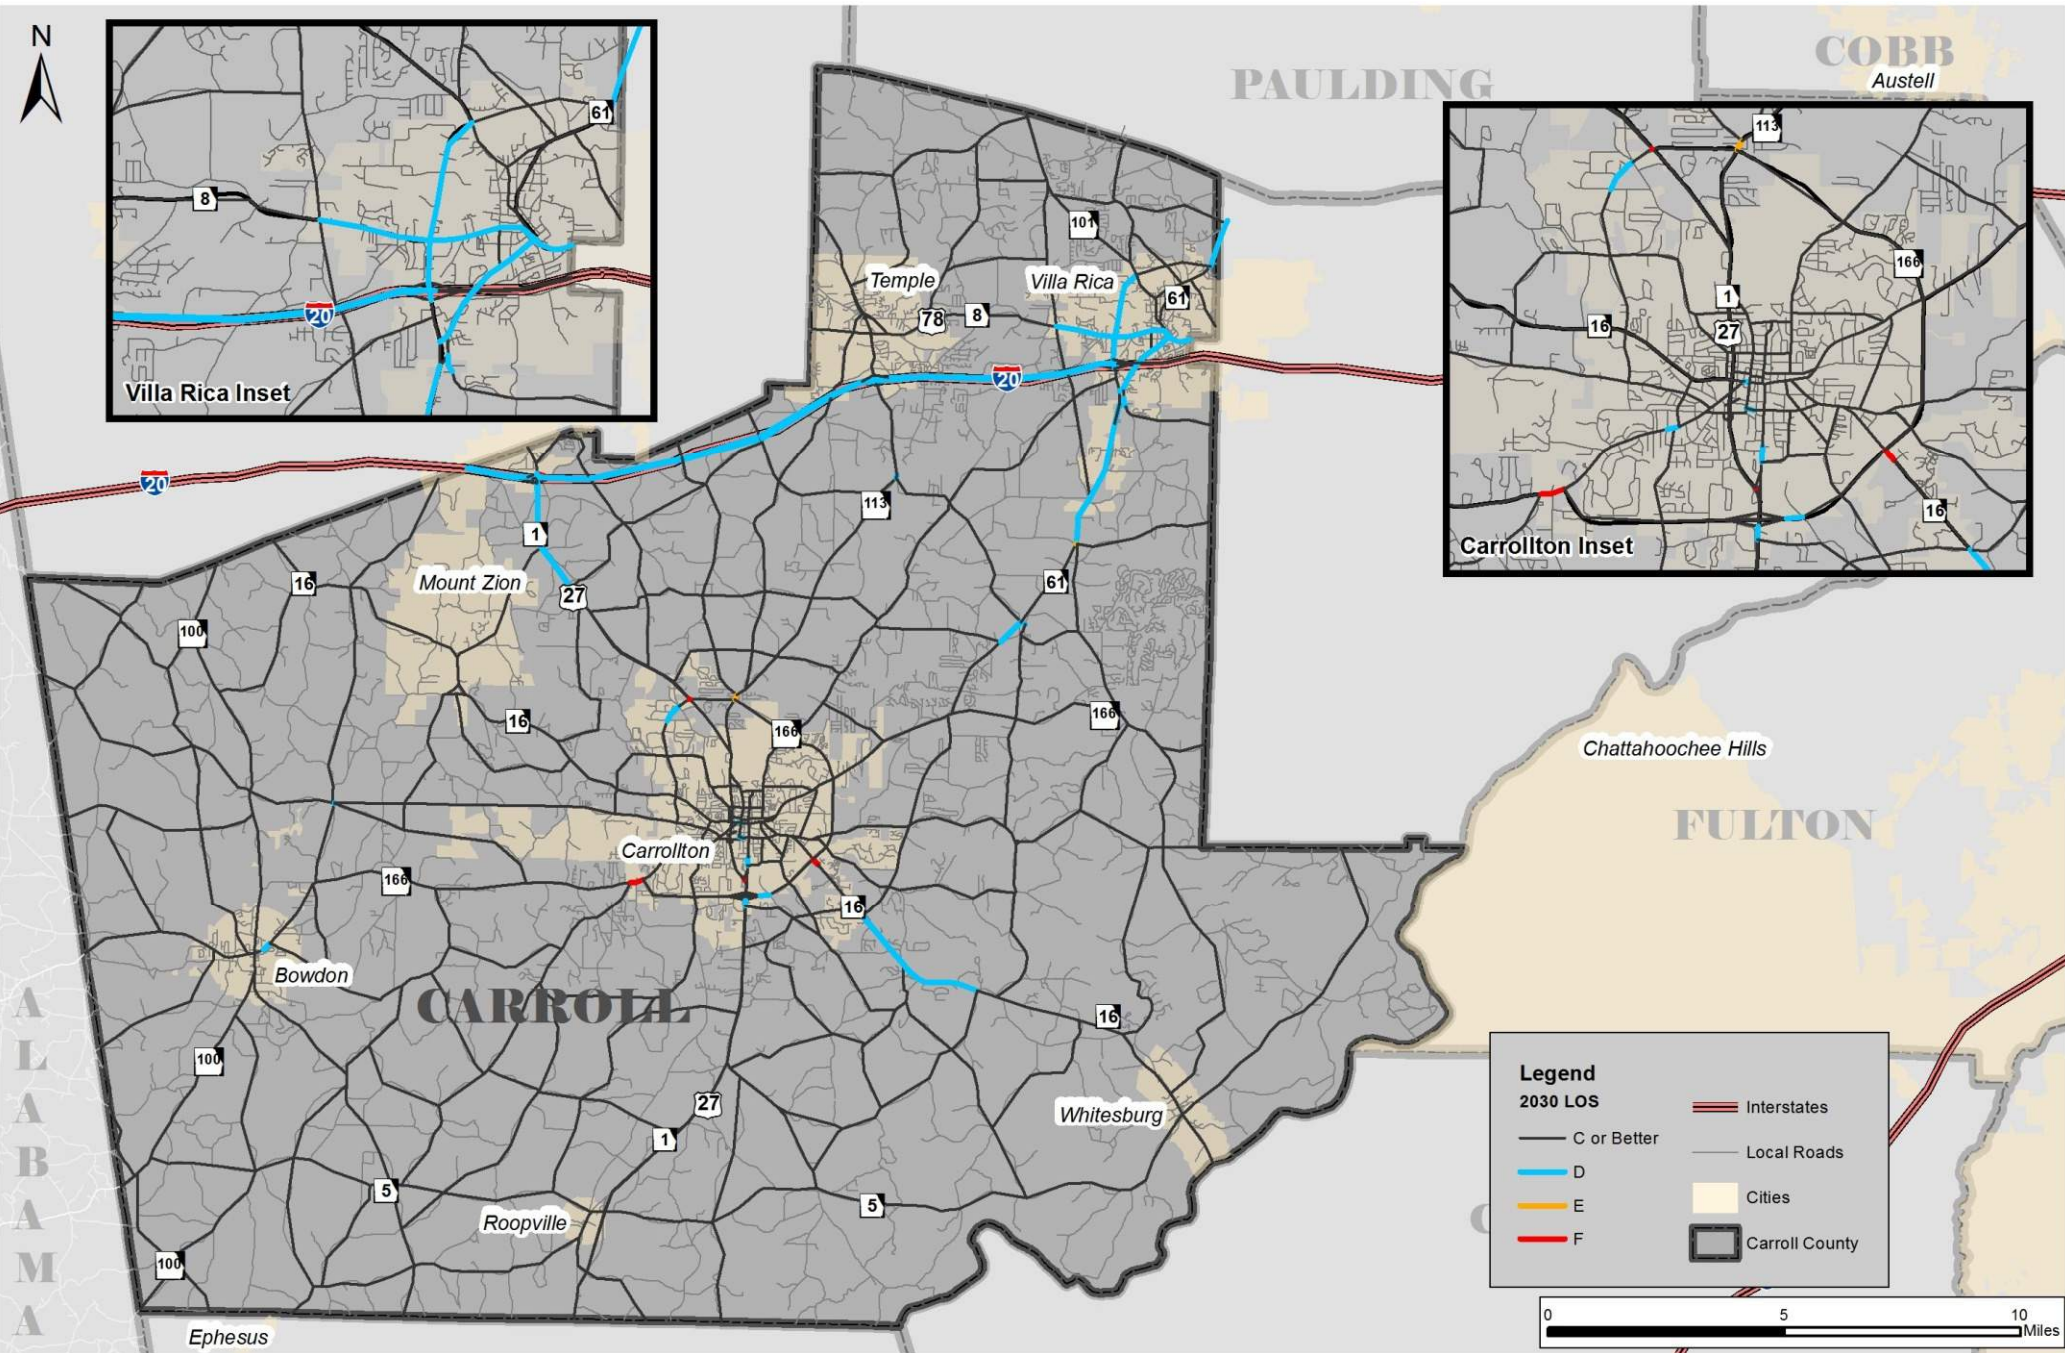 N
61
8
20
Villa Rica Inset
PAULDING
COBB
Austell
113
166
1
16
27
16
Carrollton Inset
101
Temple
Villa Rica
61
78
8
20
20
113
1
16
Mount Zion
27
61
100
16
166
166
Chattahoochee Hills
FULTON
Carrollton
166
16
Bowdon
CARROLL
16
100
27
Whitesburg
1
5
5
Roopville
100
Ephesus
ALABAMA
C
Legend
2030 LOS
C or Better
D
E
F
Interstates
Local Roads
Cities
Carroll County
0 5 10
Miles